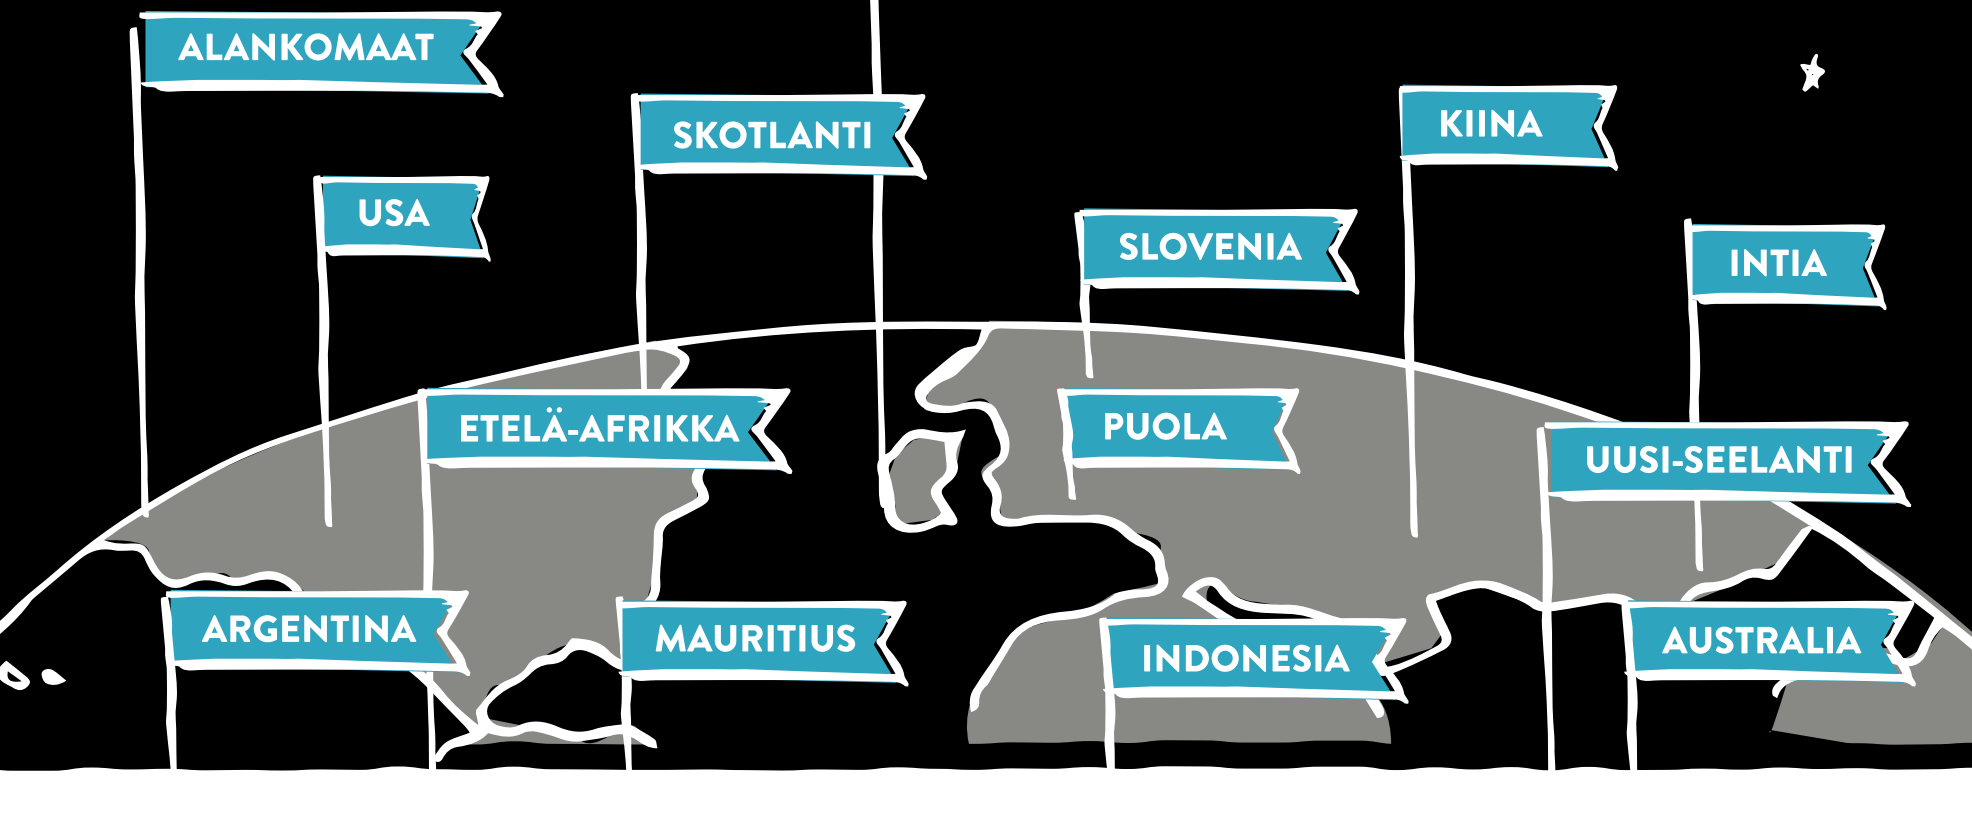 ALANKOMAAT
SKOTLANTI
KIINA
USA
SLOVENIA
INTIA
ETELÄ-AFRIKKA
PUOLA
UUSI-SEELANTI
ARGENTINA
MAURITIUS
INDONESIA
AUSTRALIA